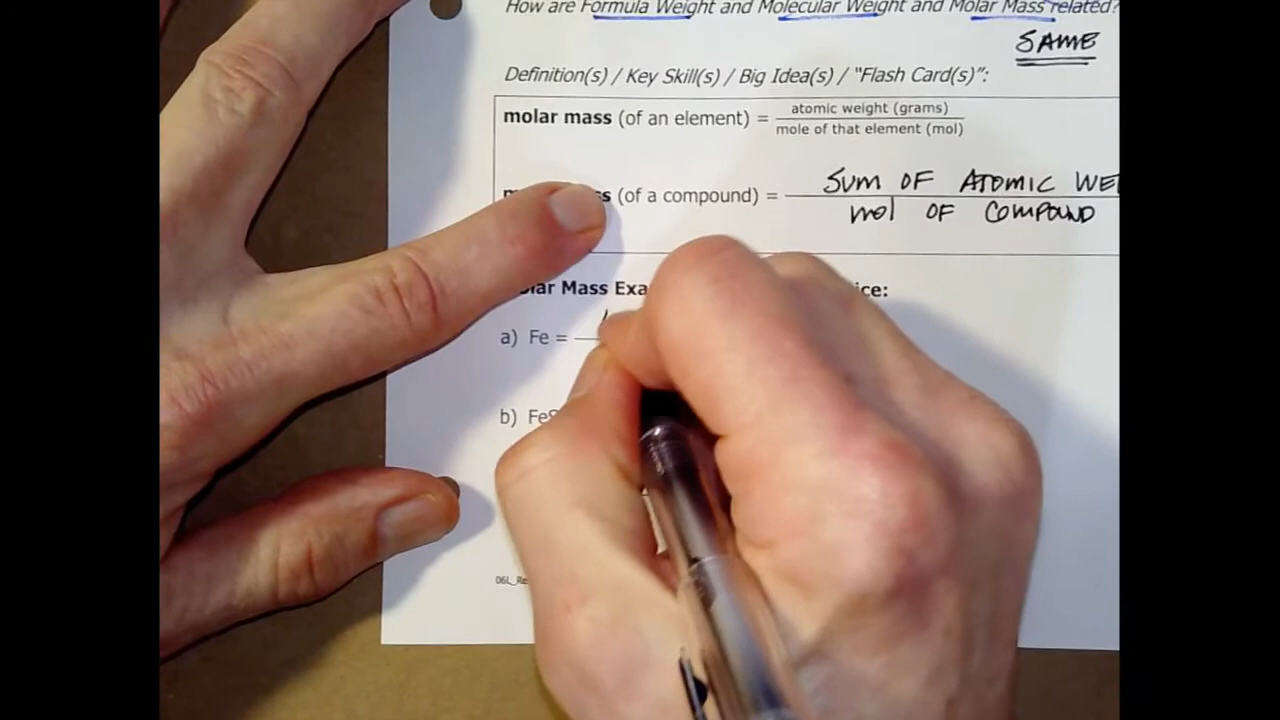 How are Formula Weight and Molecular Weight and Molar Mass related?
SAME
Definition(s) / Key Skill(s) / Big Idea(s) / “Flash Card(s)”:
molar mass (of an element) = atomic weight (grams)
mole of that element (mol)
(of a compound) = SUM OF ATOMIC
mol OF COMPOUND
Mass
a) Fe =
b)